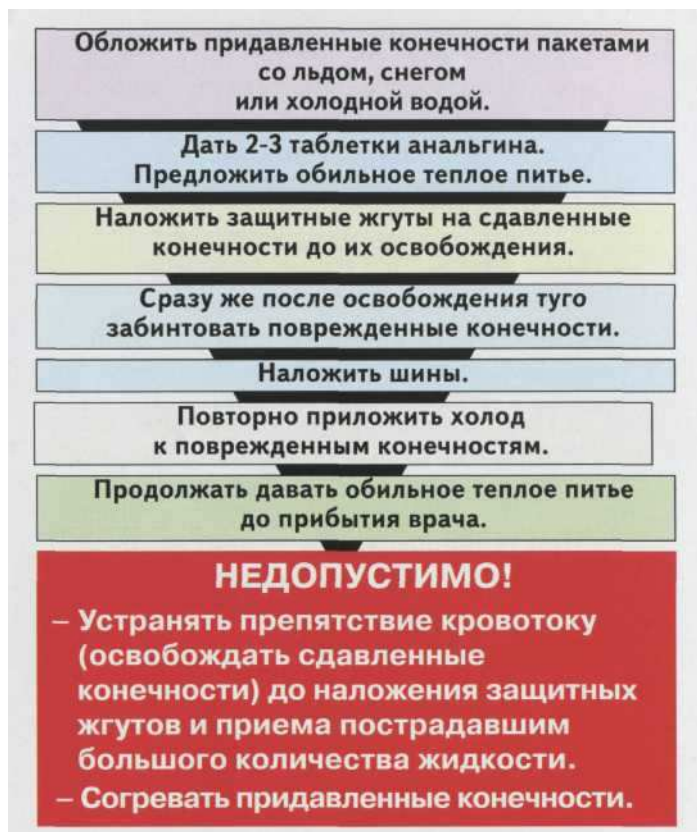 Обложить придавленные конечности пакетами
со льдом, снегом
или холодной водой.
Дать 2-3 таблетки анальгина.
Предложить обильное теплое питье.
Наложить защитные жгуты на сдавленные
конечности до их освобождения.
Сразу же после освобождения туго
забинтовать поврежденные конечности.
Наложить шины.
Повторно приложить холод
к поврежденным конечностям.
Продолжать давать обильное теплое питье
до прибытия врача.
НЕДОПУСТИМО!
– Устранять препятствие кровотоку
(освобождать сдавленные
конечности) до наложения защитных
жгутов и приема пострадавшим
большого количества жидкости.
– Согревать придавленные конечности.